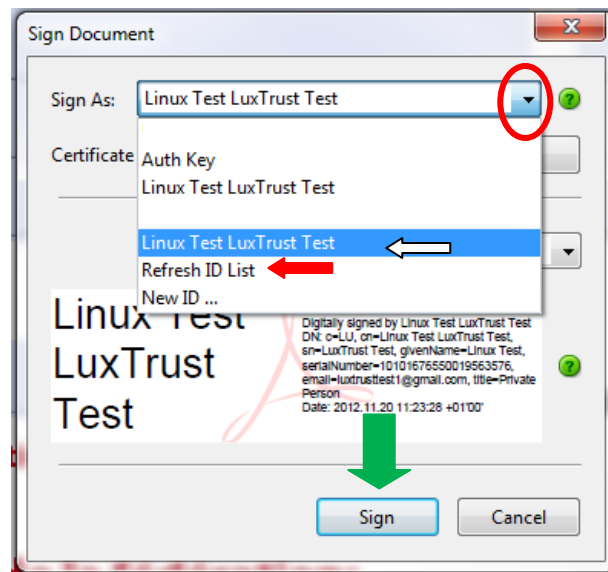 Sign Document
Sign As: Linux Test LuxTrust Test
Certificate
Auth Key
Linux Test LuxTrust Test
Linux Test LuxTrust Test
Refresh ID List
New ID ...
Linux Test
LuxTrust
Test
Digitally signed by Linux Test LuxTrust Test
DN: c=LU, cn=Linux Test LuxTrust Test,
sn=LuxTrust Test, givenName=Linux Test,
serialNumber=10101676550019563576,
email=luxtrusttest1@gmail.com, title=Private
Person
Date: 2012.11.20 11:23:28 +01'00'
Sign Cancel